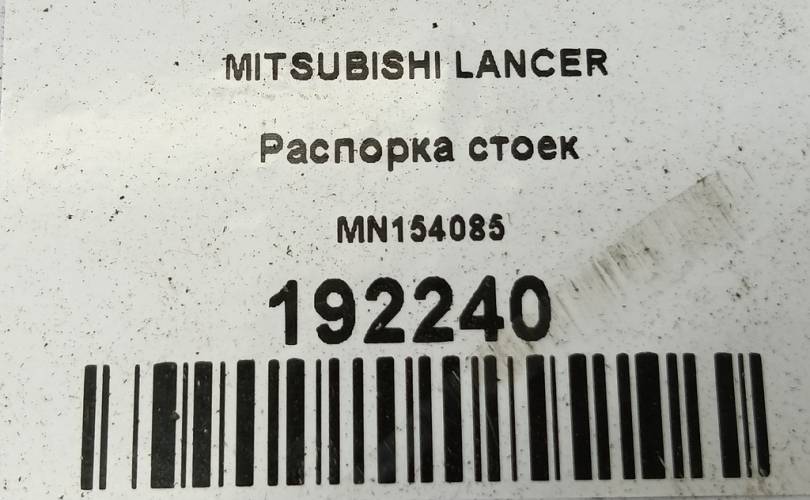 MITSUBISHI LANCER
Распорка стоек
MN154085
192240